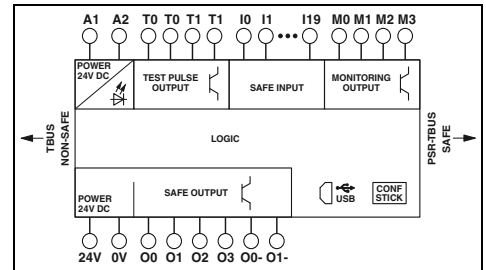 A1 A2 T0 T0 T1 T1 I0 I1 ••• I19 M0 M1 M2 M3
POWER
24V DC
TEST PULSE
OUTPUT
SAFE INPUT
MONITORING
OUTPUT
TBUS
NON-SAFE
LOGIC
PSR-TBUS
SAFE
POWER
24V DC
SAFE OUTPUT
USB
CONF
STICK
24V 0V O0 O1 O2 O3 O0- O1-